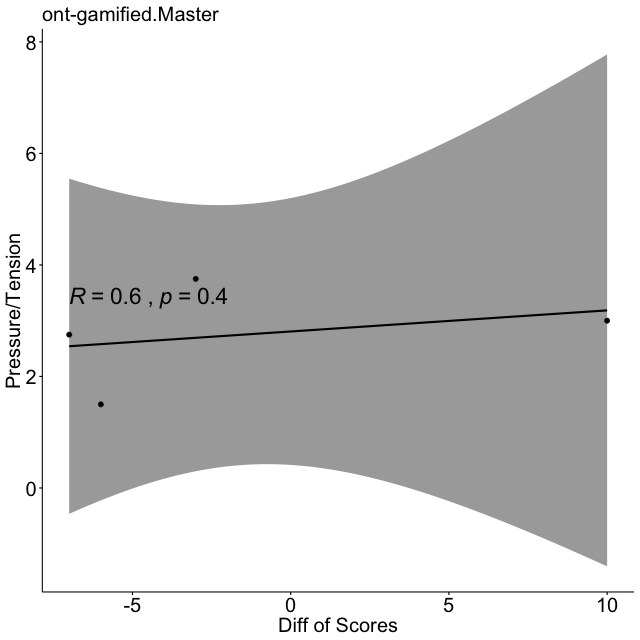 ont-gamified.Master
8
6
4
2
0
Pressure/Tension
R = 0.6 , p = 0.4
-5 0 5 10
Diff of Scores